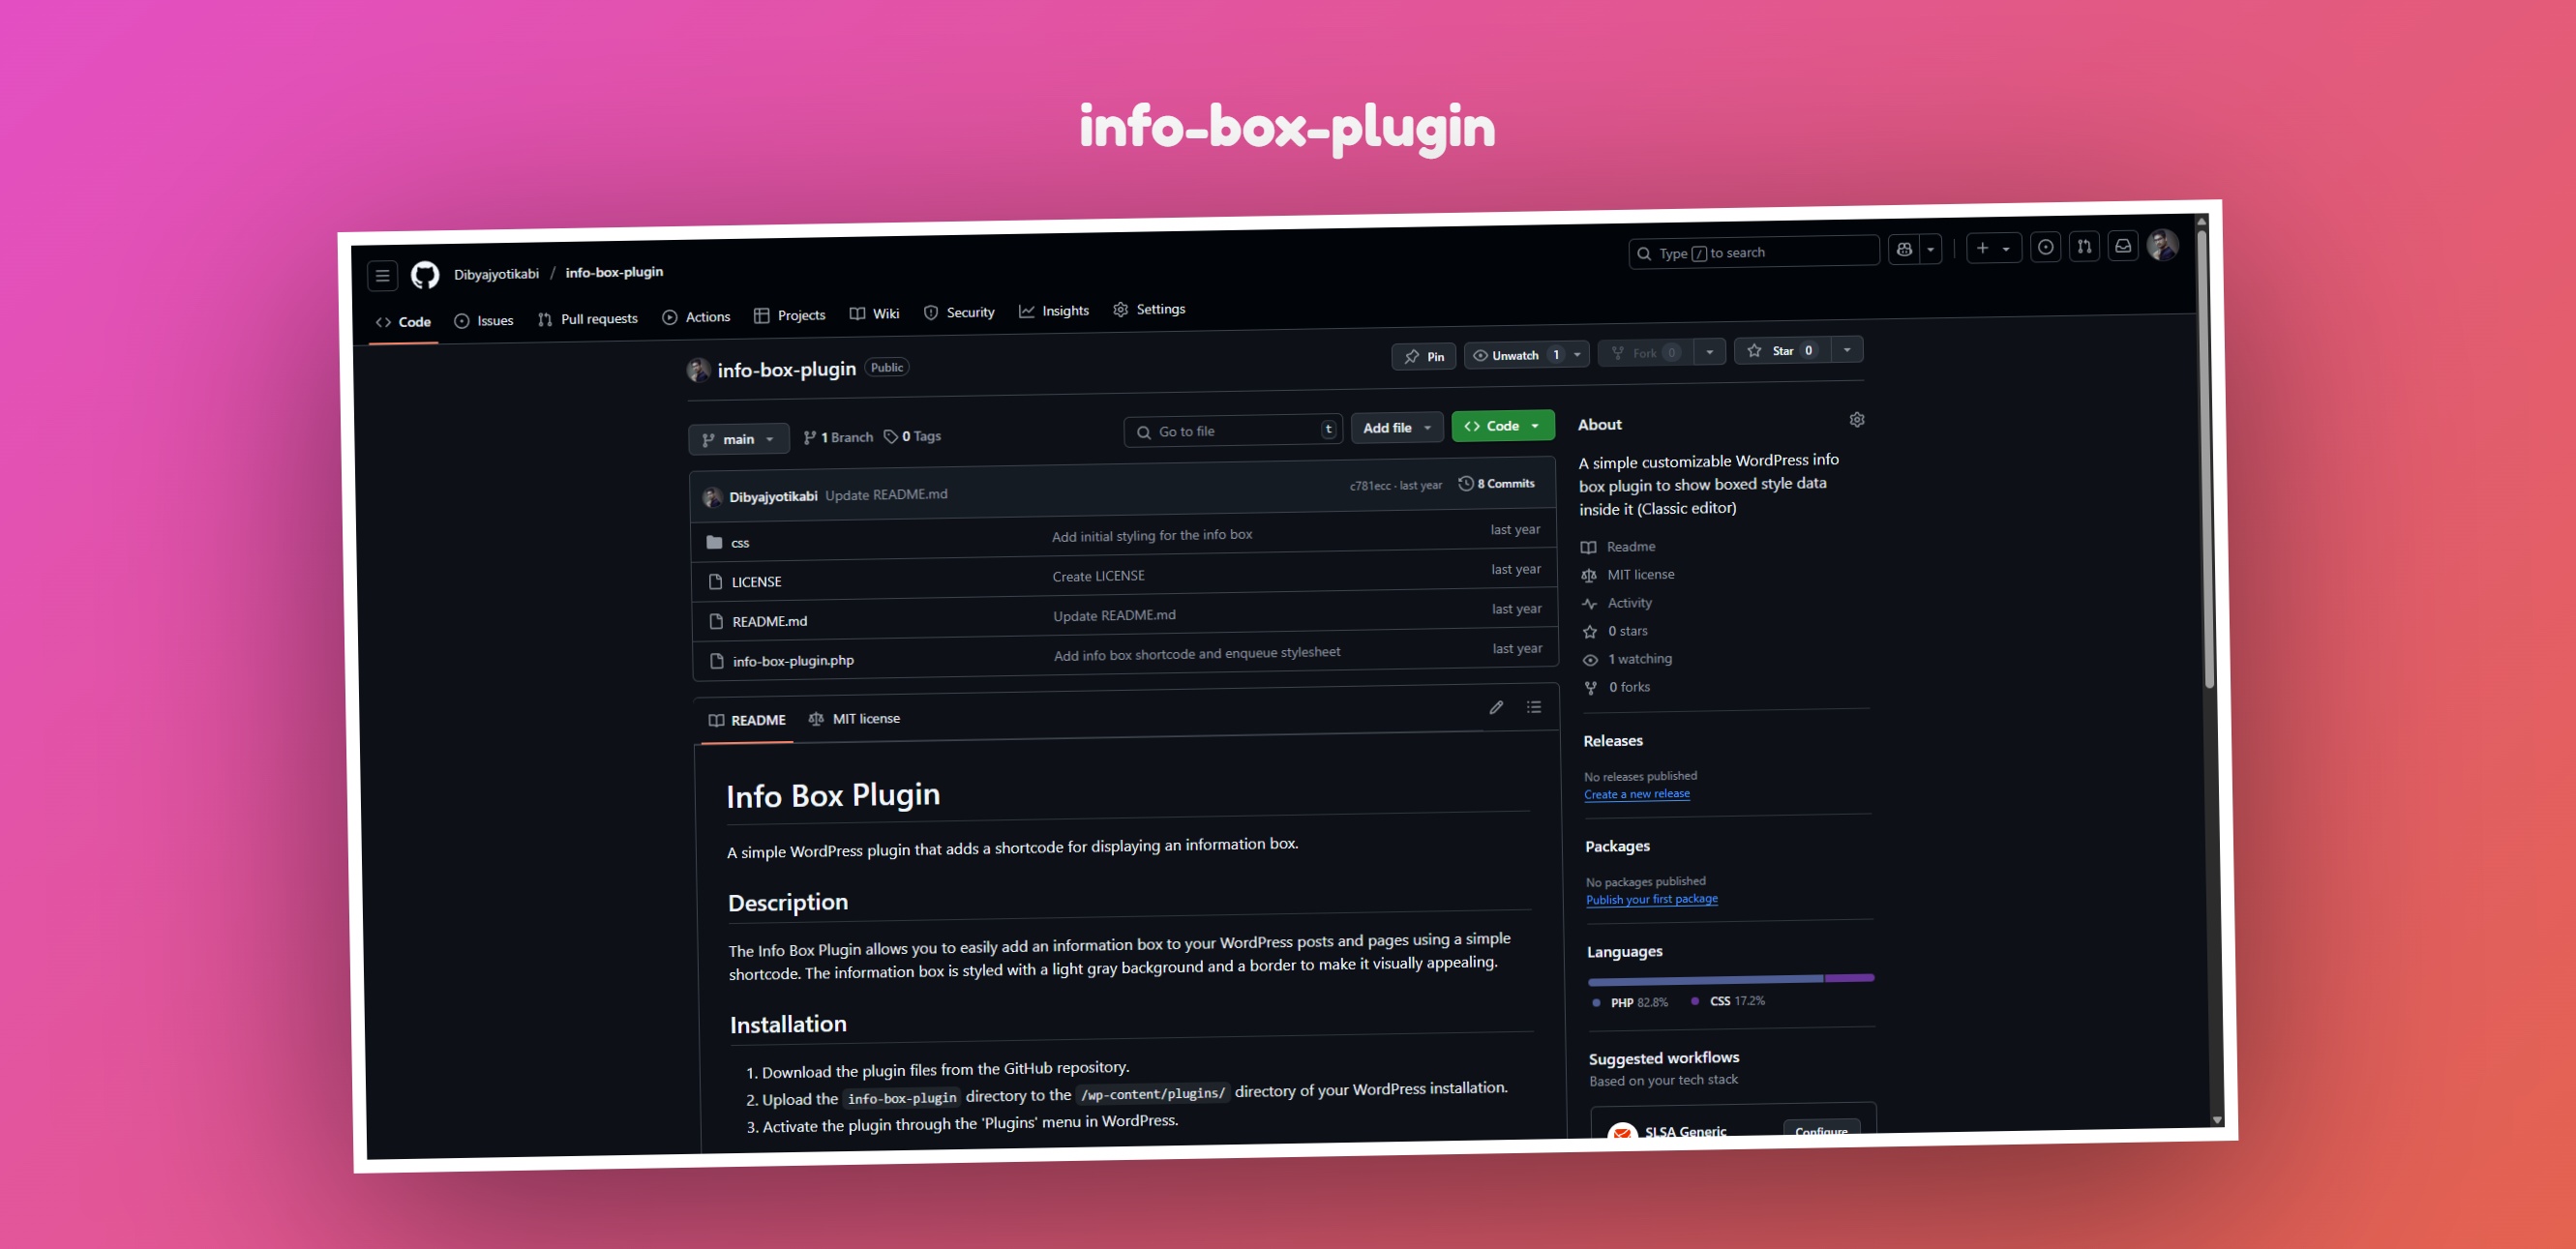 info-box-plugin
Dibyajyotikabi / info-box-plugin
Type / to search
Code Issues Pull requests Actions Projects Wiki Security Insights Settings
info-box-plugin Public
Pin Unwatch 1 Fork 0 Star 0
main 1 Branch 0 Tags
Go to file t Add file Code
Dibyajyotikabi Update README.md c781ecc · last year 8 Commits
css Add initial styling for the info box last year
LICENSE Create LICENSE last year
README.md Update README.md last year
info-box-plugin.php Add info box shortcode and enqueue stylesheet last year
README MIT license
Info Box Plugin
A simple WordPress plugin that adds a shortcode for displaying an information box.
Description
The Info Box Plugin allows you to easily add an information box to your WordPress posts and pages using a simple
shortcode. The information box is styled with a light gray background and a border to make it visually appealing.
Installation
1. Download the plugin files from the GitHub repository.
2. Upload the info-box-plugin directory to the /wp-content/plugins/ directory of your WordPress installation.
3. Activate the plugin through the 'Plugins' menu in WordPress.
About
A simple customizable WordPress info
box plugin to show boxed style data
inside it (Classic editor)
Readme
MIT license
Activity
0 stars
1 watching
0 forks
Releases
No releases published
Create a new release
Packages
No packages published
Publish your first package
Languages
PHP 82.8% CSS 17.2%
Suggested workflows
Based on your tech stack
SLSA Generic Configure